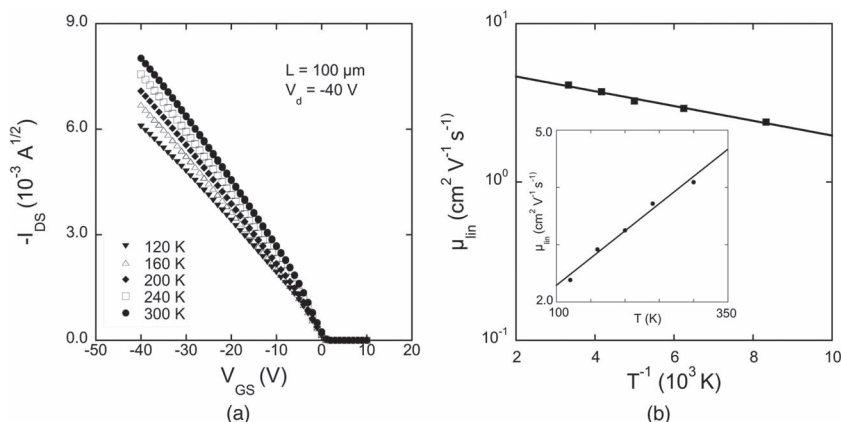 9.0
6.0
3.0
0.0
-I_DS (10^-3 A^1/2)
L = 100 µm
V_d = -40 V
120 K
160 K
200 K
240 K
300 K
-50 -40 -30 -20 -10 0 10 20
V_GS (V)
(a)
10^1
10^0
10^-1
µ_lin (cm^2 V^-1 s^-1)
5.0
2.0
µ_lin (cm^2 V^-1 s^-1)
100 350
T (K)
2 4 6 8 10
T^-1 (10^3 K)
(b)